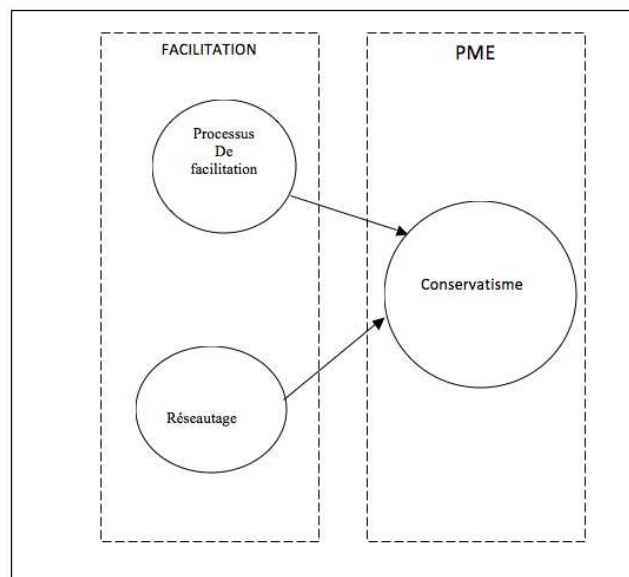 FACILITATION
PME
Processus
De
facilitation
Conservatisme
Réseautage